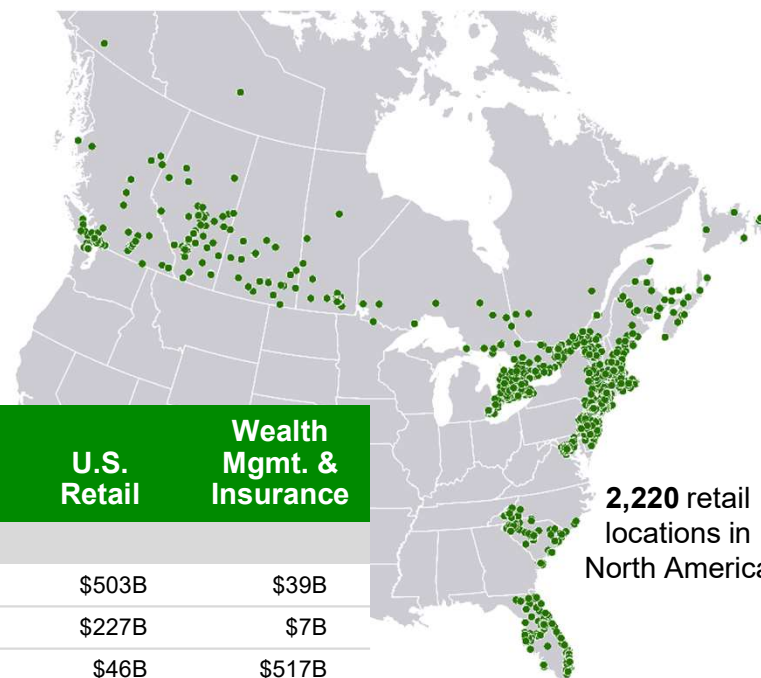 U.S.
Retail
Wealth
Mgmt. &
Insurance
$503B $39B
$227B $7B
$46B $517B
2,220 retail
locations in
North America